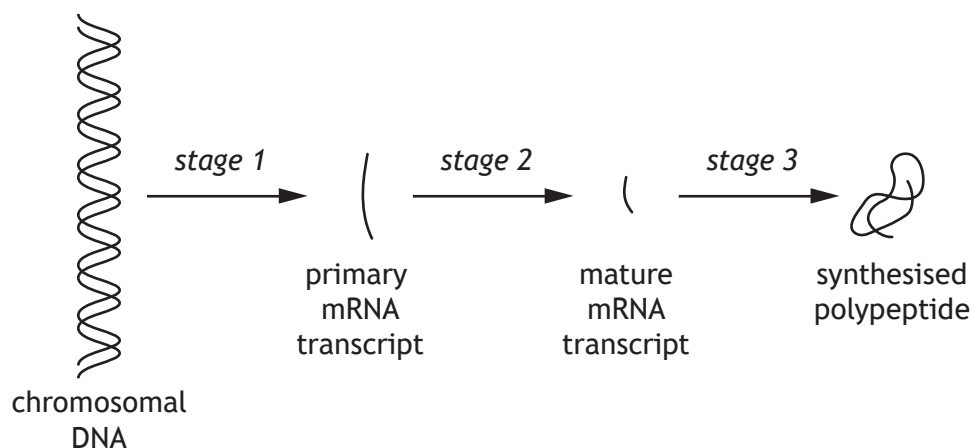 stage 1
stage 2
stage 3
primary
mRNA
transcript
mature
mRNA
transcript
synthesised
polypeptide
chromosomal
DNA